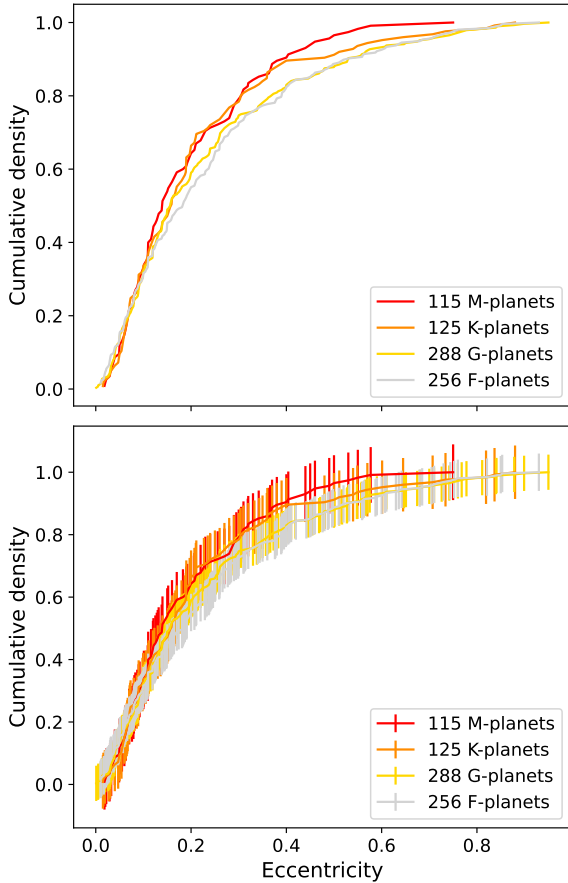 1.0
0.8
0.6
0.4
0.2
0.0
Cumulative density
115 M-planets
125 K-planets
288 G-planets
256 F-planets
1.0
0.8
0.6
0.4
0.2
0.0
Cumulative density
115 M-planets
125 K-planets
288 G-planets
256 F-planets
0.0 0.2 0.4 0.6 0.8
Eccentricity